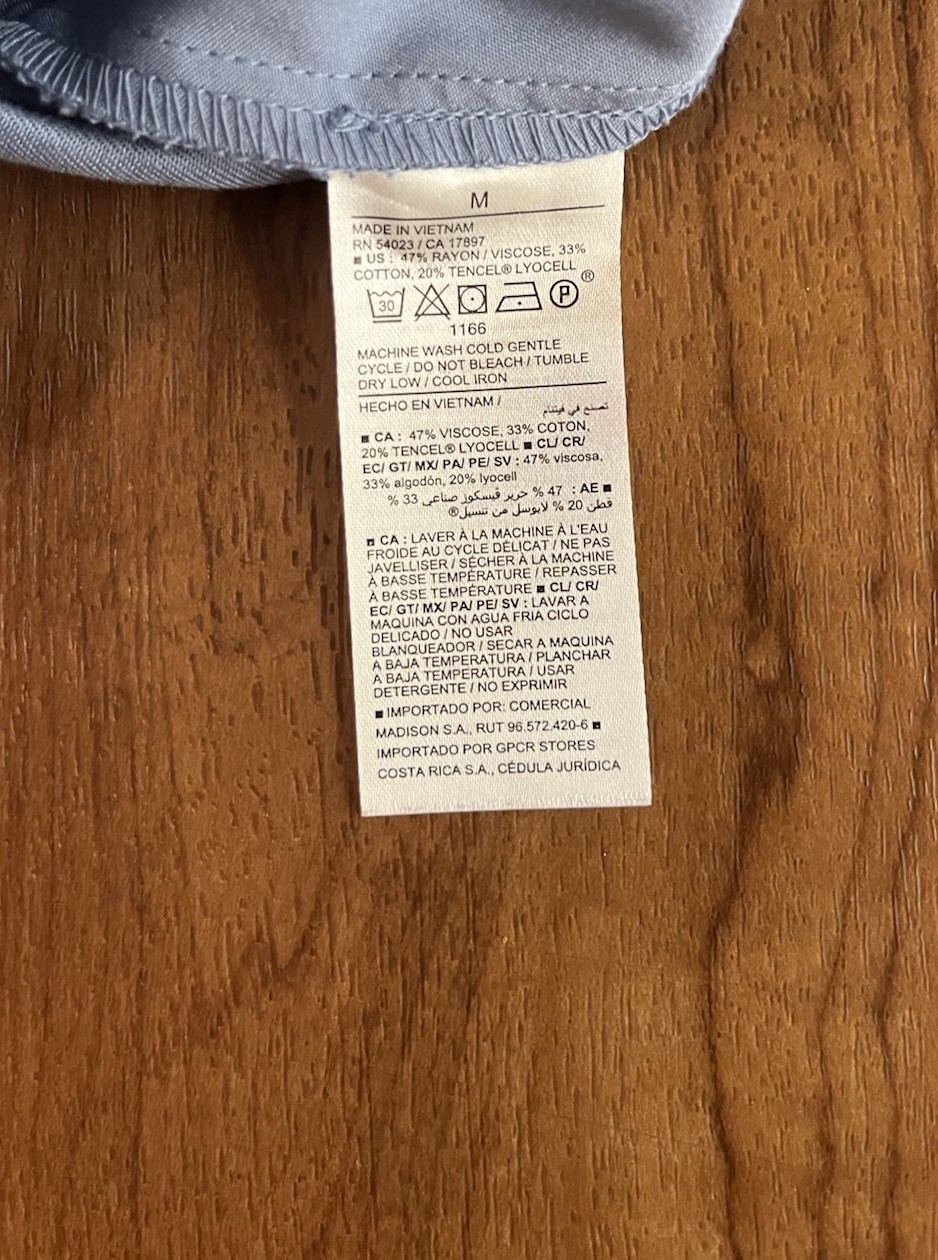 M
MADE IN VIETNAM
RN 54023 / CA 17897
■ US : 47% RAYON / VISCOSE, 33%
COTTON, 20% TENCEL® LYOCELL
30 P ®
1166
MACHINE WASH COLD GENTLE
CYCLE / DO NOT BLEACH / TUMBLE
DRY LOW / COOL IRON
HECHO EN VIETNAM / تصنع في فيتنام
■ CA : 47% VISCOSE, 33% COTON,
20% TENCEL® LYOCELL ■ CL/ CR/
EC/ GT/ MX/ PA/ PE/ SV : 47% viscosa,
33% algodón, 20% lyocell
■ AE : 47 % حرير ڤيسكوز صناعي 33 %
قطن 20 % لايوسل من تنسيل®
■ CA : LAVER À LA MACHINE À L'EAU
FROIDE AU CYCLE DÉLICAT / NE PAS
JAVELLISER / SÉCHER À LA MACHINE
À BASSE TEMPÉRATURE / REPASSER
À BASSE TEMPÉRATURE ■ CL/ CR/
EC/ GT/ MX/ PA/ PE/ SV : LAVAR A
MAQUINA CON AGUA FRIA CICLO
DELICADO / NO USAR
BLANQUEADOR / SECAR A MAQUINA
A BAJA TEMPERATURA / PLANCHAR
A BAJA TEMPERATURA / USAR
DETERGENTE / NO EXPRIMIR
■ IMPORTADO POR: COMERCIAL
MADISON S.A., RUT 96.572.420-6 ■
IMPORTADO POR GPCR STORES
COSTA RICA S.A., CÉDULA JURÍDICA